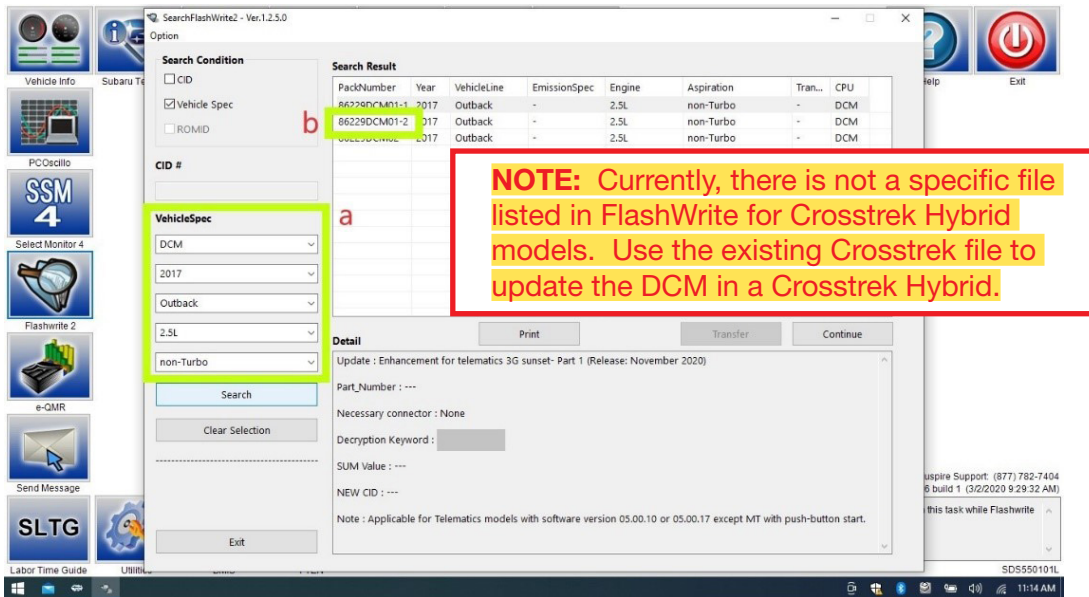 SearchFlashWrite2 - Ver.1.2.5.0
Option
Search Condition
CID
Vehicle Spec
ROMID
CID #
VehicleSpec
DCM
2017
Outback
2.5L
non-Turbo
Search
Clear Selection
Exit
Search Result
PackNumber Year VehicleLine EmissionSpec Engine Aspiration Tran... CPU
86229DCM01-1 2017 Outback - 2.5L non-Turbo - DCM
86229DCM01-2 2017 Outback - 2.5L non-Turbo - DCM
2017 Outback - 2.5L non-Turbo - DCM
b
a
NOTE: Currently, there is not a specific file
listed in FlashWrite for Crosstrek Hybrid
models. Use the existing Crosstrek file to
update the DCM in a Crosstrek Hybrid.
Print
Transfer
Continue
Detail
Update : Enhancement for telematics 3G sunset- Part 1 (Release: November 2020)
Part_Number : ---
Necessary connector : None
Decryption Keyword :
SUM Value : ---
NEW CID : ---
Note : Applicable for Telematics models with software version 05.00.10 or 05.00.17 except MT with push-button start.
Vehicle Info
Subaru Te
PCOscillo
SSM
4
Select Monitor 4
Flashwrite 2
e-QMR
Send Message
SLTG
Labor Time Guide
Help
Exit
uspire Support: (877) 782-7404
6 build 1 (3/2/2020 9:29:32 AM)
this task while Flashwrite
SDS550101L
11:14 AM